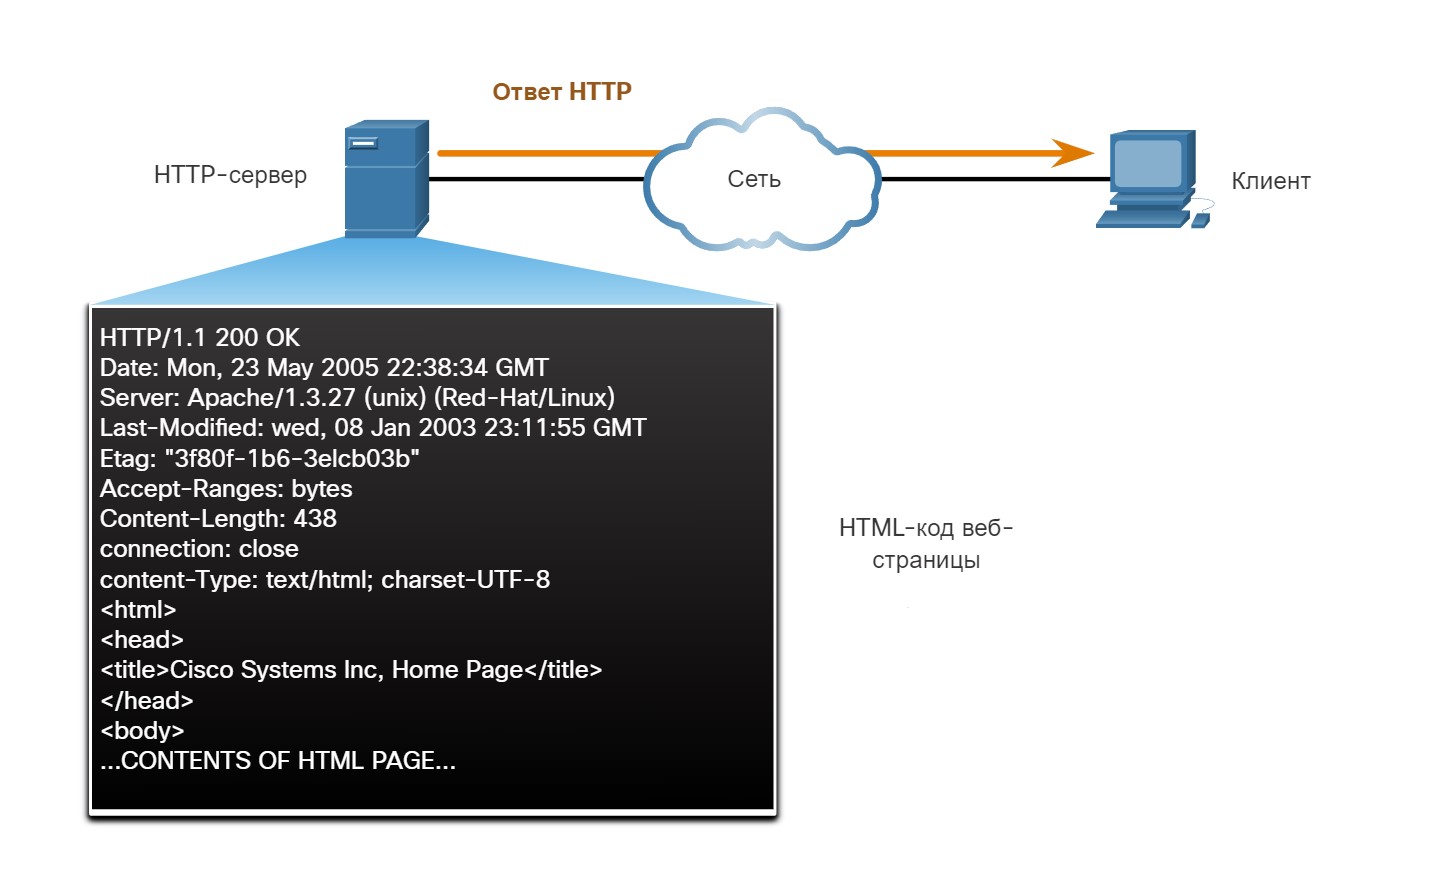 Ответ HTTP
HTTP-сервер
Сеть
Клиент
HTTP/1.1 200 OK
Date: Mon, 23 May 2005 22:38:34 GMT
Server: Apache/1.3.27 (unix) (Red-Hat/Linux)
Last-Modified: wed, 08 Jan 2003 23:11:55 GMT
Etag: "3f80f-1b6-3elcb03b"
Accept-Ranges: bytes
Content-Length: 438
connection: close
content-Type: text/html; charset-UTF-8
<html>
<head>
<title>Cisco Systems Inc, Home Page</title>
</head>
<body>
...CONTENTS OF HTML PAGE...
HTML-код веб-
страницы